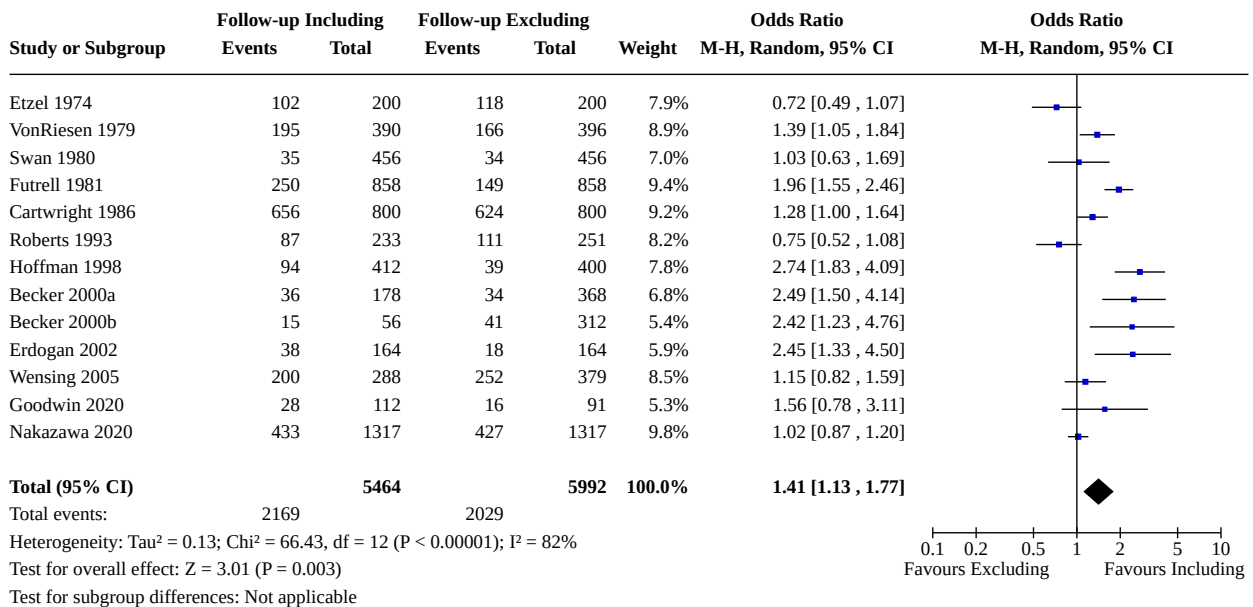 Follow-up Including Follow-up Excluding Odds Ratio Odds Ratio
Study or Subgroup Events Total Events Total Weight M-H, Random, 95% CI M-H, Random, 95% CI
Etzel 1974 102 200 118 200 7.9% 0.72 [0.49 , 1.07]
VonRiesen 1979 195 390 166 396 8.9% 1.39 [1.05 , 1.84]
Swan 1980 35 456 34 456 7.0% 1.03 [0.63 , 1.69]
Futrell 1981 250 858 149 858 9.4% 1.96 [1.55 , 2.46]
Cartwright 1986 656 800 624 800 9.2% 1.28 [1.00 , 1.64]
Roberts 1993 87 233 111 251 8.2% 0.75 [0.52 , 1.08]
Hoffman 1998 94 412 39 400 7.8% 2.74 [1.83 , 4.09]
Becker 2000a 36 178 34 368 6.8% 2.49 [1.50 , 4.14]
Becker 2000b 15 56 41 312 5.4% 2.42 [1.23 , 4.76]
Erdogan 2002 38 164 18 164 5.9% 2.45 [1.33 , 4.50]
Wensing 2005 200 288 252 379 8.5% 1.15 [0.82 , 1.59]
Goodwin 2020 28 112 16 91 5.3% 1.56 [0.78 , 3.11]
Nakazawa 2020 433 1317 427 1317 9.8% 1.02 [0.87 , 1.20]
Total (95% CI) 5464 5992 100.0% 1.41 [1.13 , 1.77]
Total events: 2169 2029
Heterogeneity: Tau² = 0.13; Chi² = 66.43, df = 12 (P < 0.00001); I² = 82%
0.1 0.2 0.5 1 2 5 10
Test for overall effect: Z = 3.01 (P = 0.003) Favours Excluding Favours Including
Test for subgroup differences: Not applicable